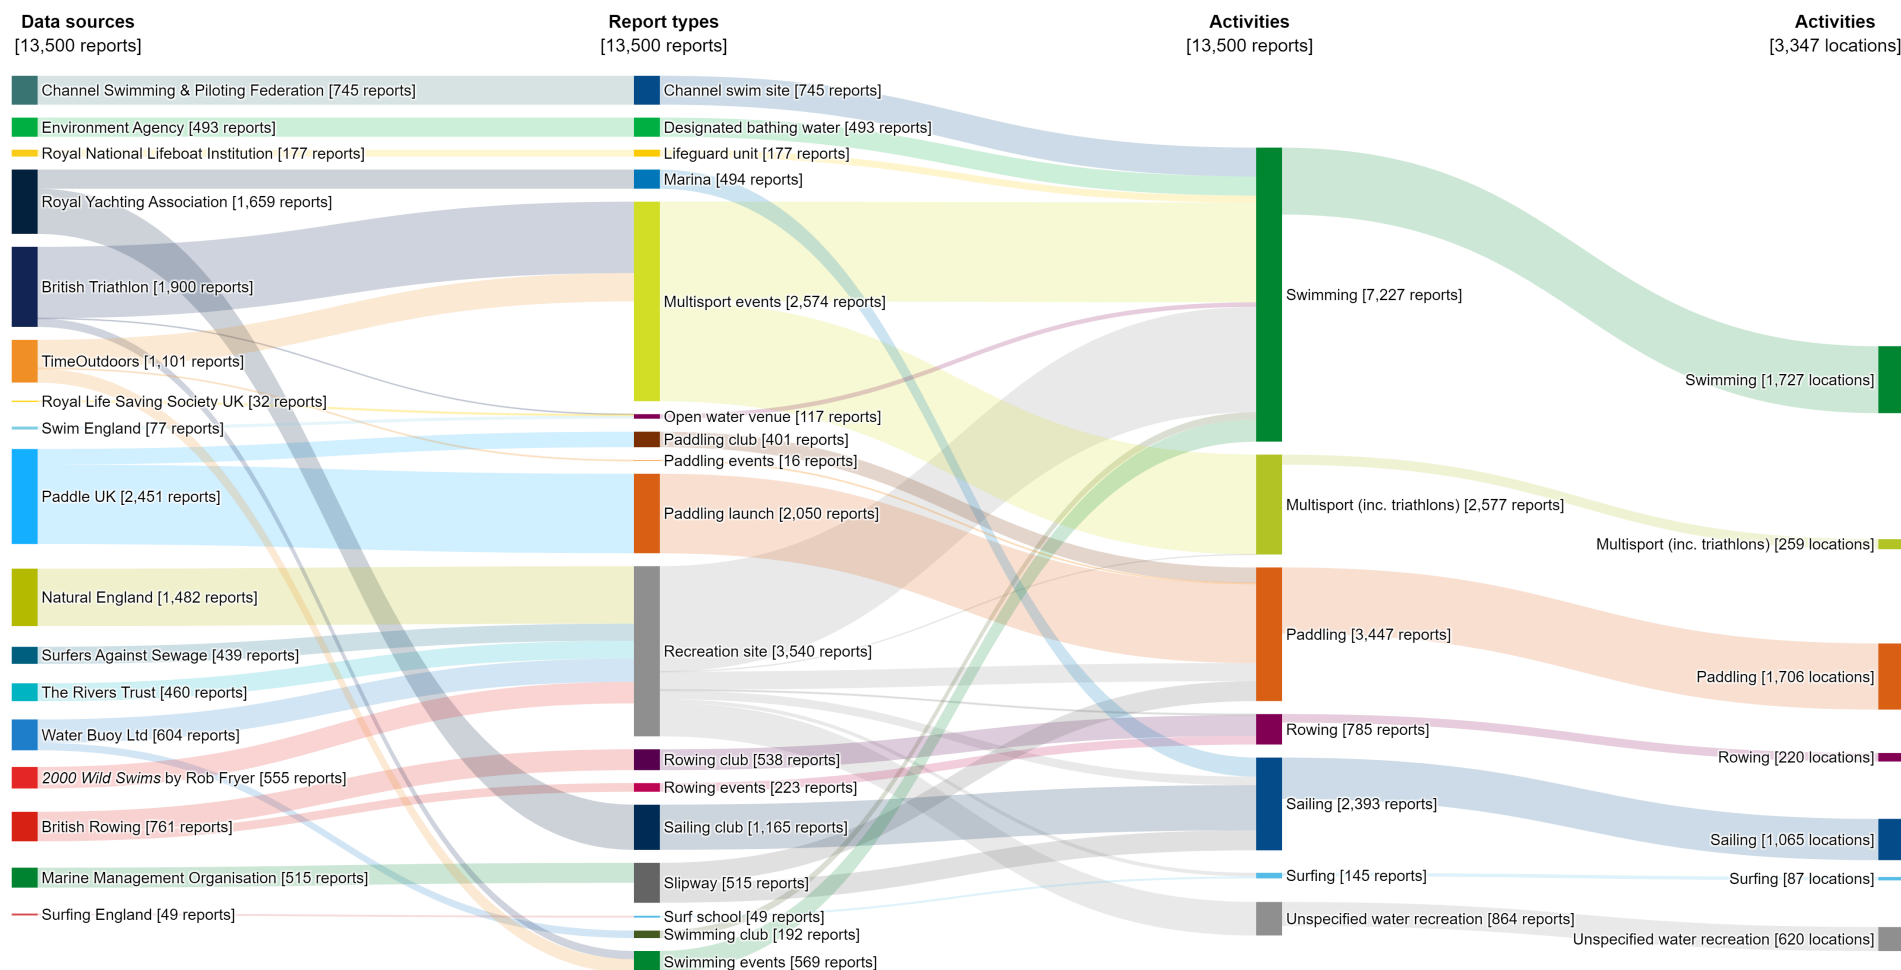 Data sources
[13,500 reports]
Channel Swimming & Piloting Federation [745 reports]
Environment Agency [493 reports]
Royal National Lifeboat Institution [177 reports]
Royal Yachting Association [1,659 reports]
British Triathlon [1,900 reports]
TimeOutdoors [1,101 reports]
Royal Life Saving Society UK [32 reports]
Swim England [77 reports]
Paddle UK [2,451 reports]
Natural England [1,482 reports]
Surfers Against Sewage [439 reports]
The Rivers Trust [460 reports]
Water Buoy Ltd [604 reports]
2000 Wild Swims by Rob Fryer [555 reports]
British Rowing [761 reports]
Marine Management Organisation [515 reports]
Surfing England [49 reports]
Report types
[13,500 reports]
Channel swim site [745 reports]
Designated bathing water [493 reports]
Lifeguard unit [177 reports]
Marina [494 reports]
Multisport events [2,574 reports]
Open water venue [117 reports]
Paddling club [401 reports]
Paddling events [16 reports]
Paddling launch [2,050 reports]
Recreation site [3,540 reports]
Rowing club [538 reports]
Rowing events [223 reports]
Sailing club [1,165 reports]
Slipway [515 reports]
Surf school [49 reports]
Swimming club [192 reports]
Swimming events [569 reports]
Activities
[13,500 reports]
Swimming [7,227 reports]
Multisport (inc. triathlons) [2,577 reports]
Paddling [3,447 reports]
Rowing [785 reports]
Sailing [2,393 reports]
Surfing [145 reports]
Unspecified water recreation [864 reports]
Activities
[3,347 locations]
Swimming [1,727 locations]
Multisport (inc. triathlons) [259 locations]
Paddling [1,706 locations]
Rowing [220 locations]
Sailing [1,065 locations]
Surfing [87 locations]
Unspecified water recreation [620 locations]